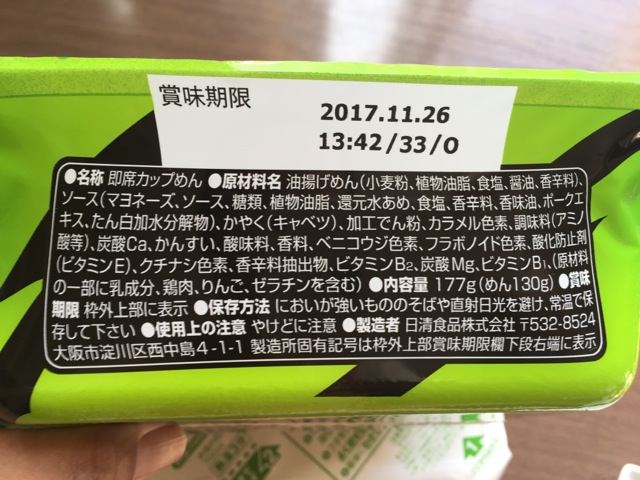 賞味期限
2017.11.26
13:42/33/O
●名称 即席カップめん ●原材料名 油揚げめん(小麦粉、植物油脂、食塩、醤油、香辛料)、
ソース(マヨネーズ、ソース、糖類、植物油脂、還元水あめ、食塩、香辛料、香味油、ポークエ
キス、たん白加水分解物)、かやく(キャベツ)、加工でん粉、カラメル色素、調味料(アミノ
酸等)、炭酸Ca、かんすい、酸味料、香料、ベニコウジ色素、フラボノイド色素、酸化防止剤
(ビタミンE)、クチナシ色素、香辛料抽出物、ビタミンB2、炭酸Mg、ビタミンB1、(原材料
の一部に乳成分、鶏肉、りんご、ゼラチンを含む) ●内容量 177g(めん130g) ●賞味
期限 枠外上部に表示 ●保存方法 においが強いもののそばや直射日光を避け、常温で保
存して下さい ●使用上の注意 やけどに注意 ●製造者 日清食品株式会社 〒532-8524
大阪市淀川区西中島4-1-1 製造所固有記号は枠外上部賞味期限欄下段右端に表示